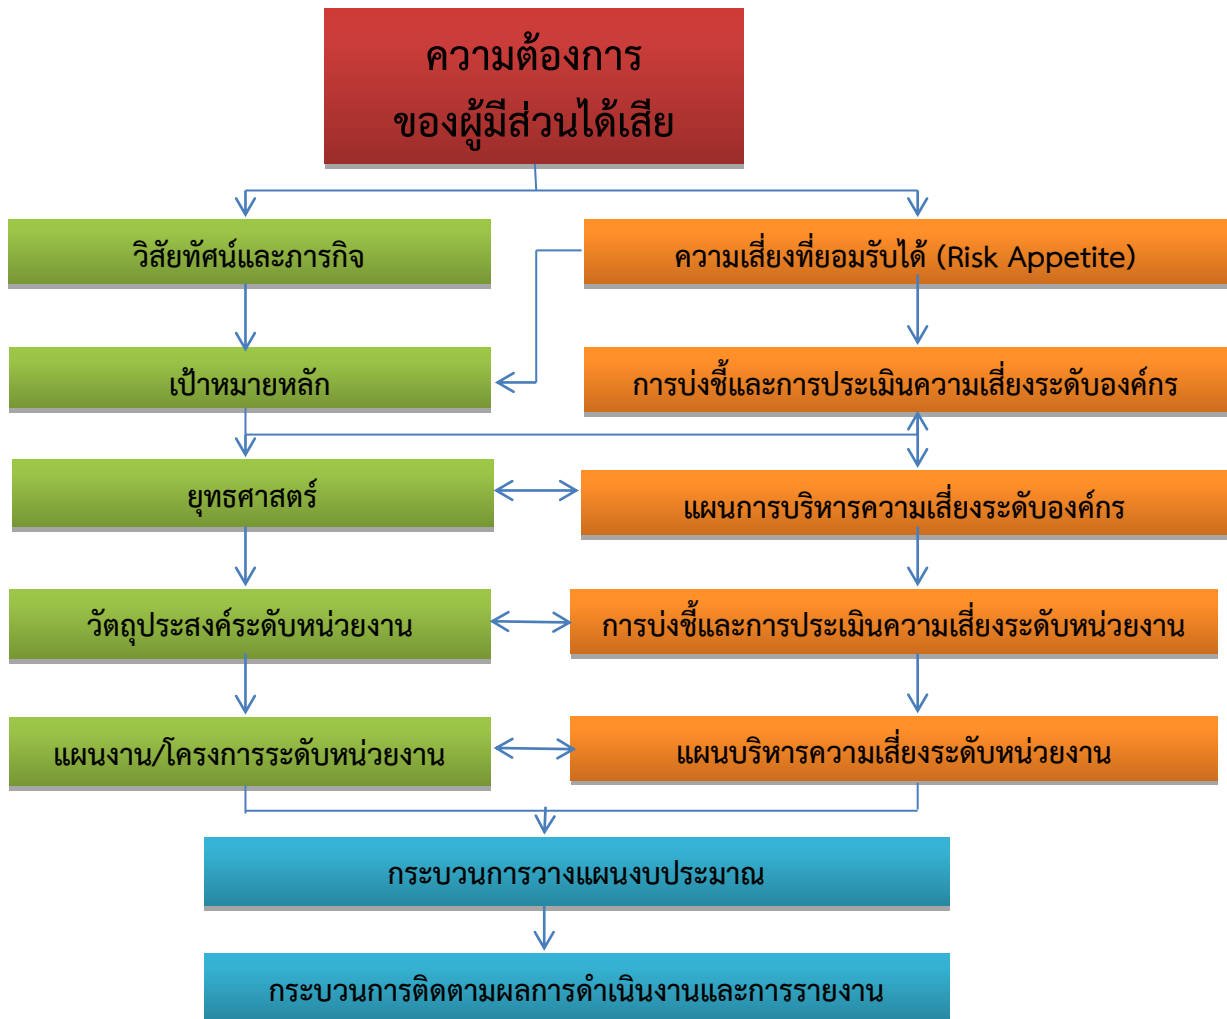 ความต้องการ
ของผู้มีส่วนได้เสีย
วิสัยทัศน์และภารกิจ
ความเสี่ยงที่ยอมรับได้ (Risk Appetite)
เป้าหมายหลัก
การบ่งชี้และการประเมินความเสี่ยงระดับองค์กร
ยุทธศาสตร์
แผนการบริหารความเสี่ยงระดับองค์กร
วัตถุประสงค์ระดับหน่วยงาน
การบ่งชี้และการประเมินความเสี่ยงระดับหน่วยงาน
แผนงาน/โครงการระดับหน่วยงาน
แผนบริหารความเสี่ยงระดับหน่วยงาน
กระบวนการวางแผนงบประมาณ
กระบวนการติดตามผลการดำเนินงานและการรายงาน